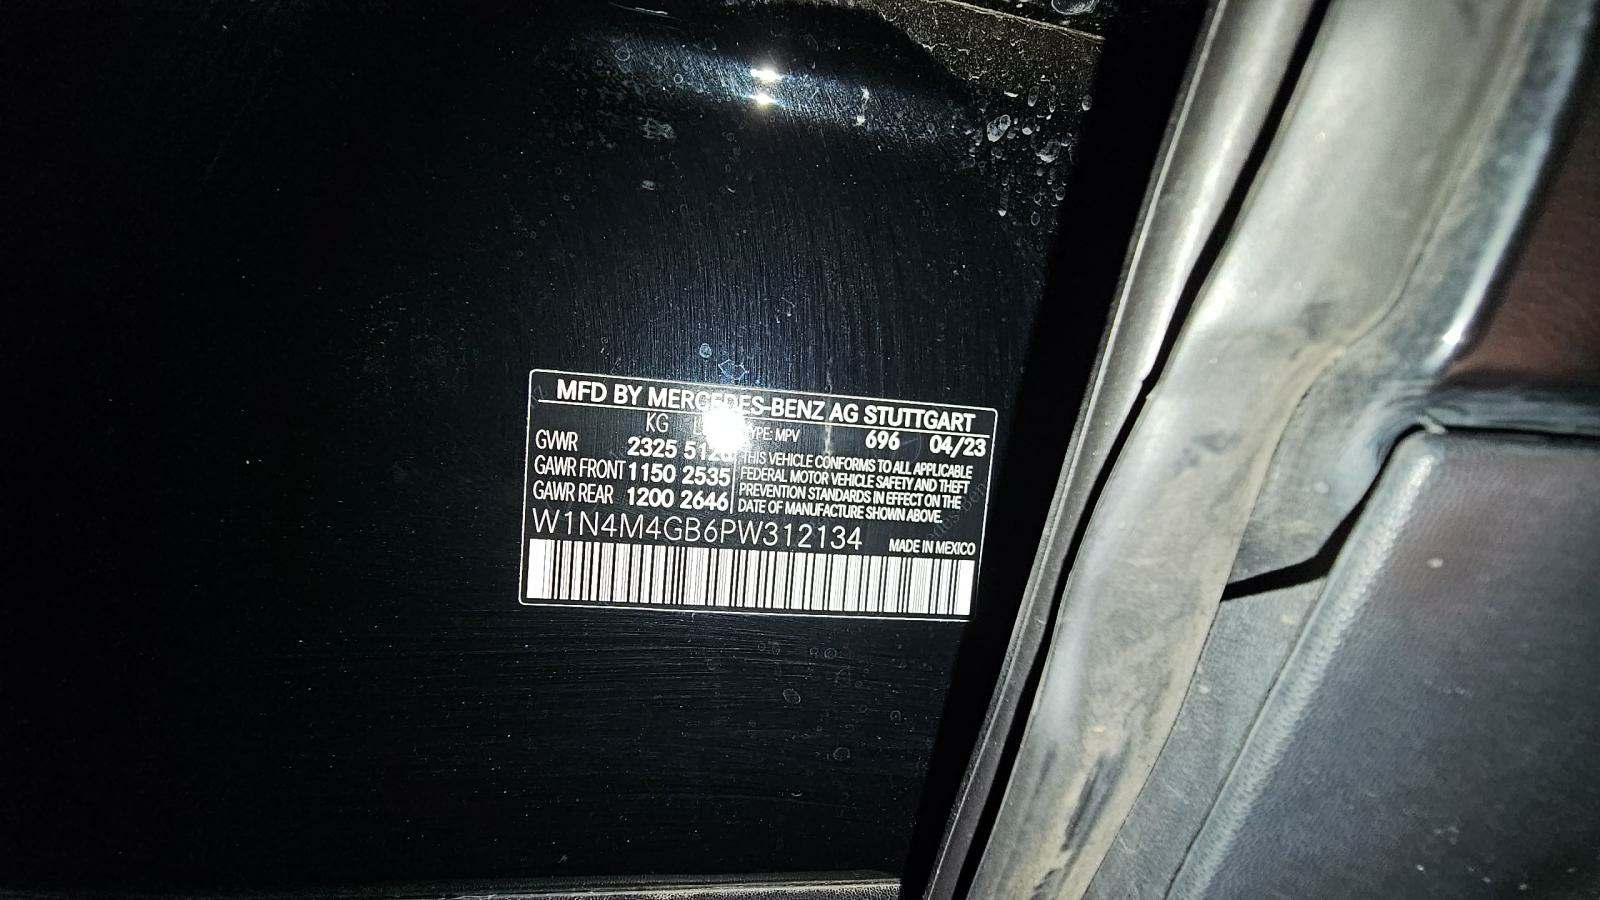 MFD BY MERCEDES-BENZ AG STUTTGART
KG
TYPE: MPV 696 04/23
GVWR 2325
GAWR FRONT 1150 2535
GAWR REAR 1200 2646
THIS VEHICLE CONFORMS TO ALL APPLICABLE
FEDERAL MOTOR VEHICLE SAFETY AND THEFT
PREVENTION STANDARDS IN EFFECT ON THE
DATE OF MANUFACTURE SHOWN ABOVE.
W1N4M4GB6PW312134
MADE IN MEXICO